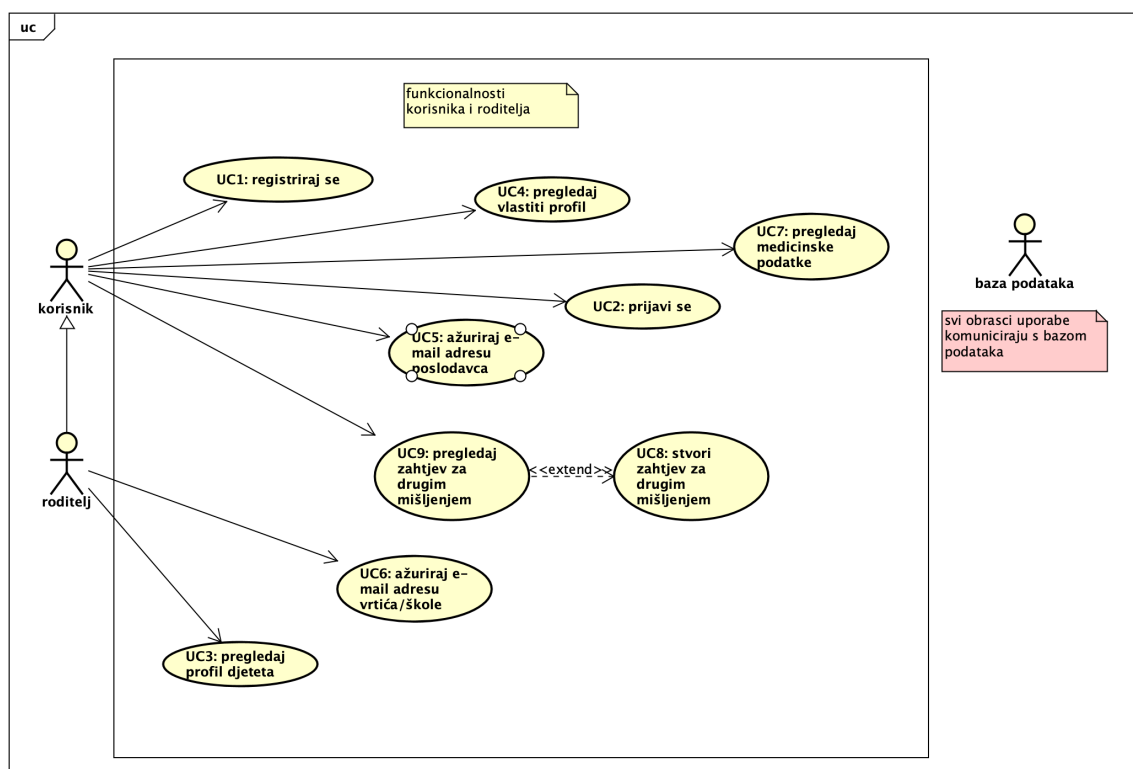 uc
funkcionalnosti
korisnika i roditelja
UC1: registriraj se
UC4: pregledaj
vlastiti profil
UC7: pregledaj
medicinske
podatke
baza podataka
korisnik
UC2: prijavi se
svi obrasci uporabe
komuniciraju s bazom
podataka
UC5: ažuriraj e-
mail adresu
poslodavca
UC9: pregledaj
zahtjev za
drugim
mišljenjem
<<extend>>
UC8: stvori
zahtjev za
drugim
mišljenjem
roditelj
UC6: ažuriraj e-
mail adresu
vrtića/škole
UC3: pregledaj
profil djeteta